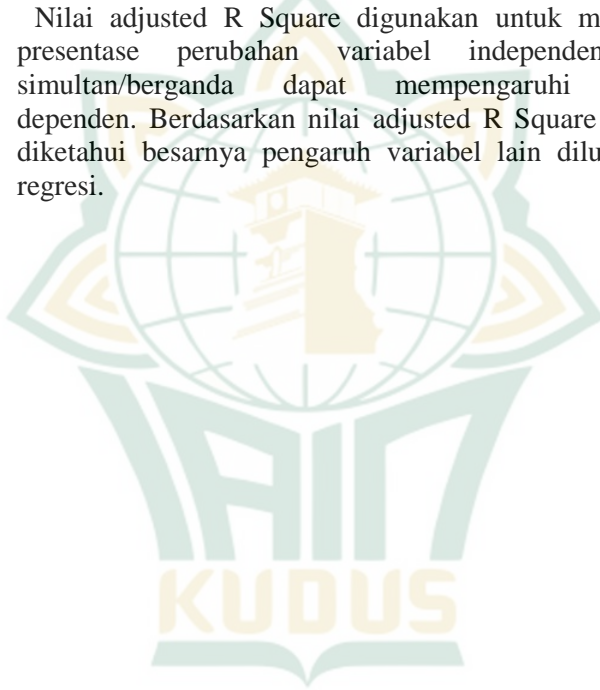 Nilai adjusted R Square digunakan untuk m
presentase perubahan variabel independen
simultan/berganda dapat mempengaruhi
dependen. Berdasarkan nilai adjusted R Square
diketahui besarnya pengaruh variabel lain dilu
regresi.
IAIN
KUDUS